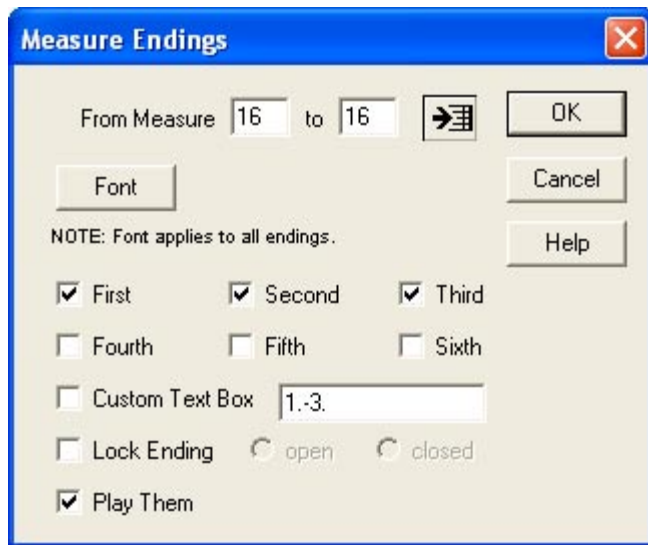 Measure Endings
From Measure 16 to 16 OK
Font Cancel
NOTE: Font applies to all endings. Help
First Second Third
Fourth Fifth Sixth
Custom Text Box 1.-3.
Lock Ending open closed
Play Them